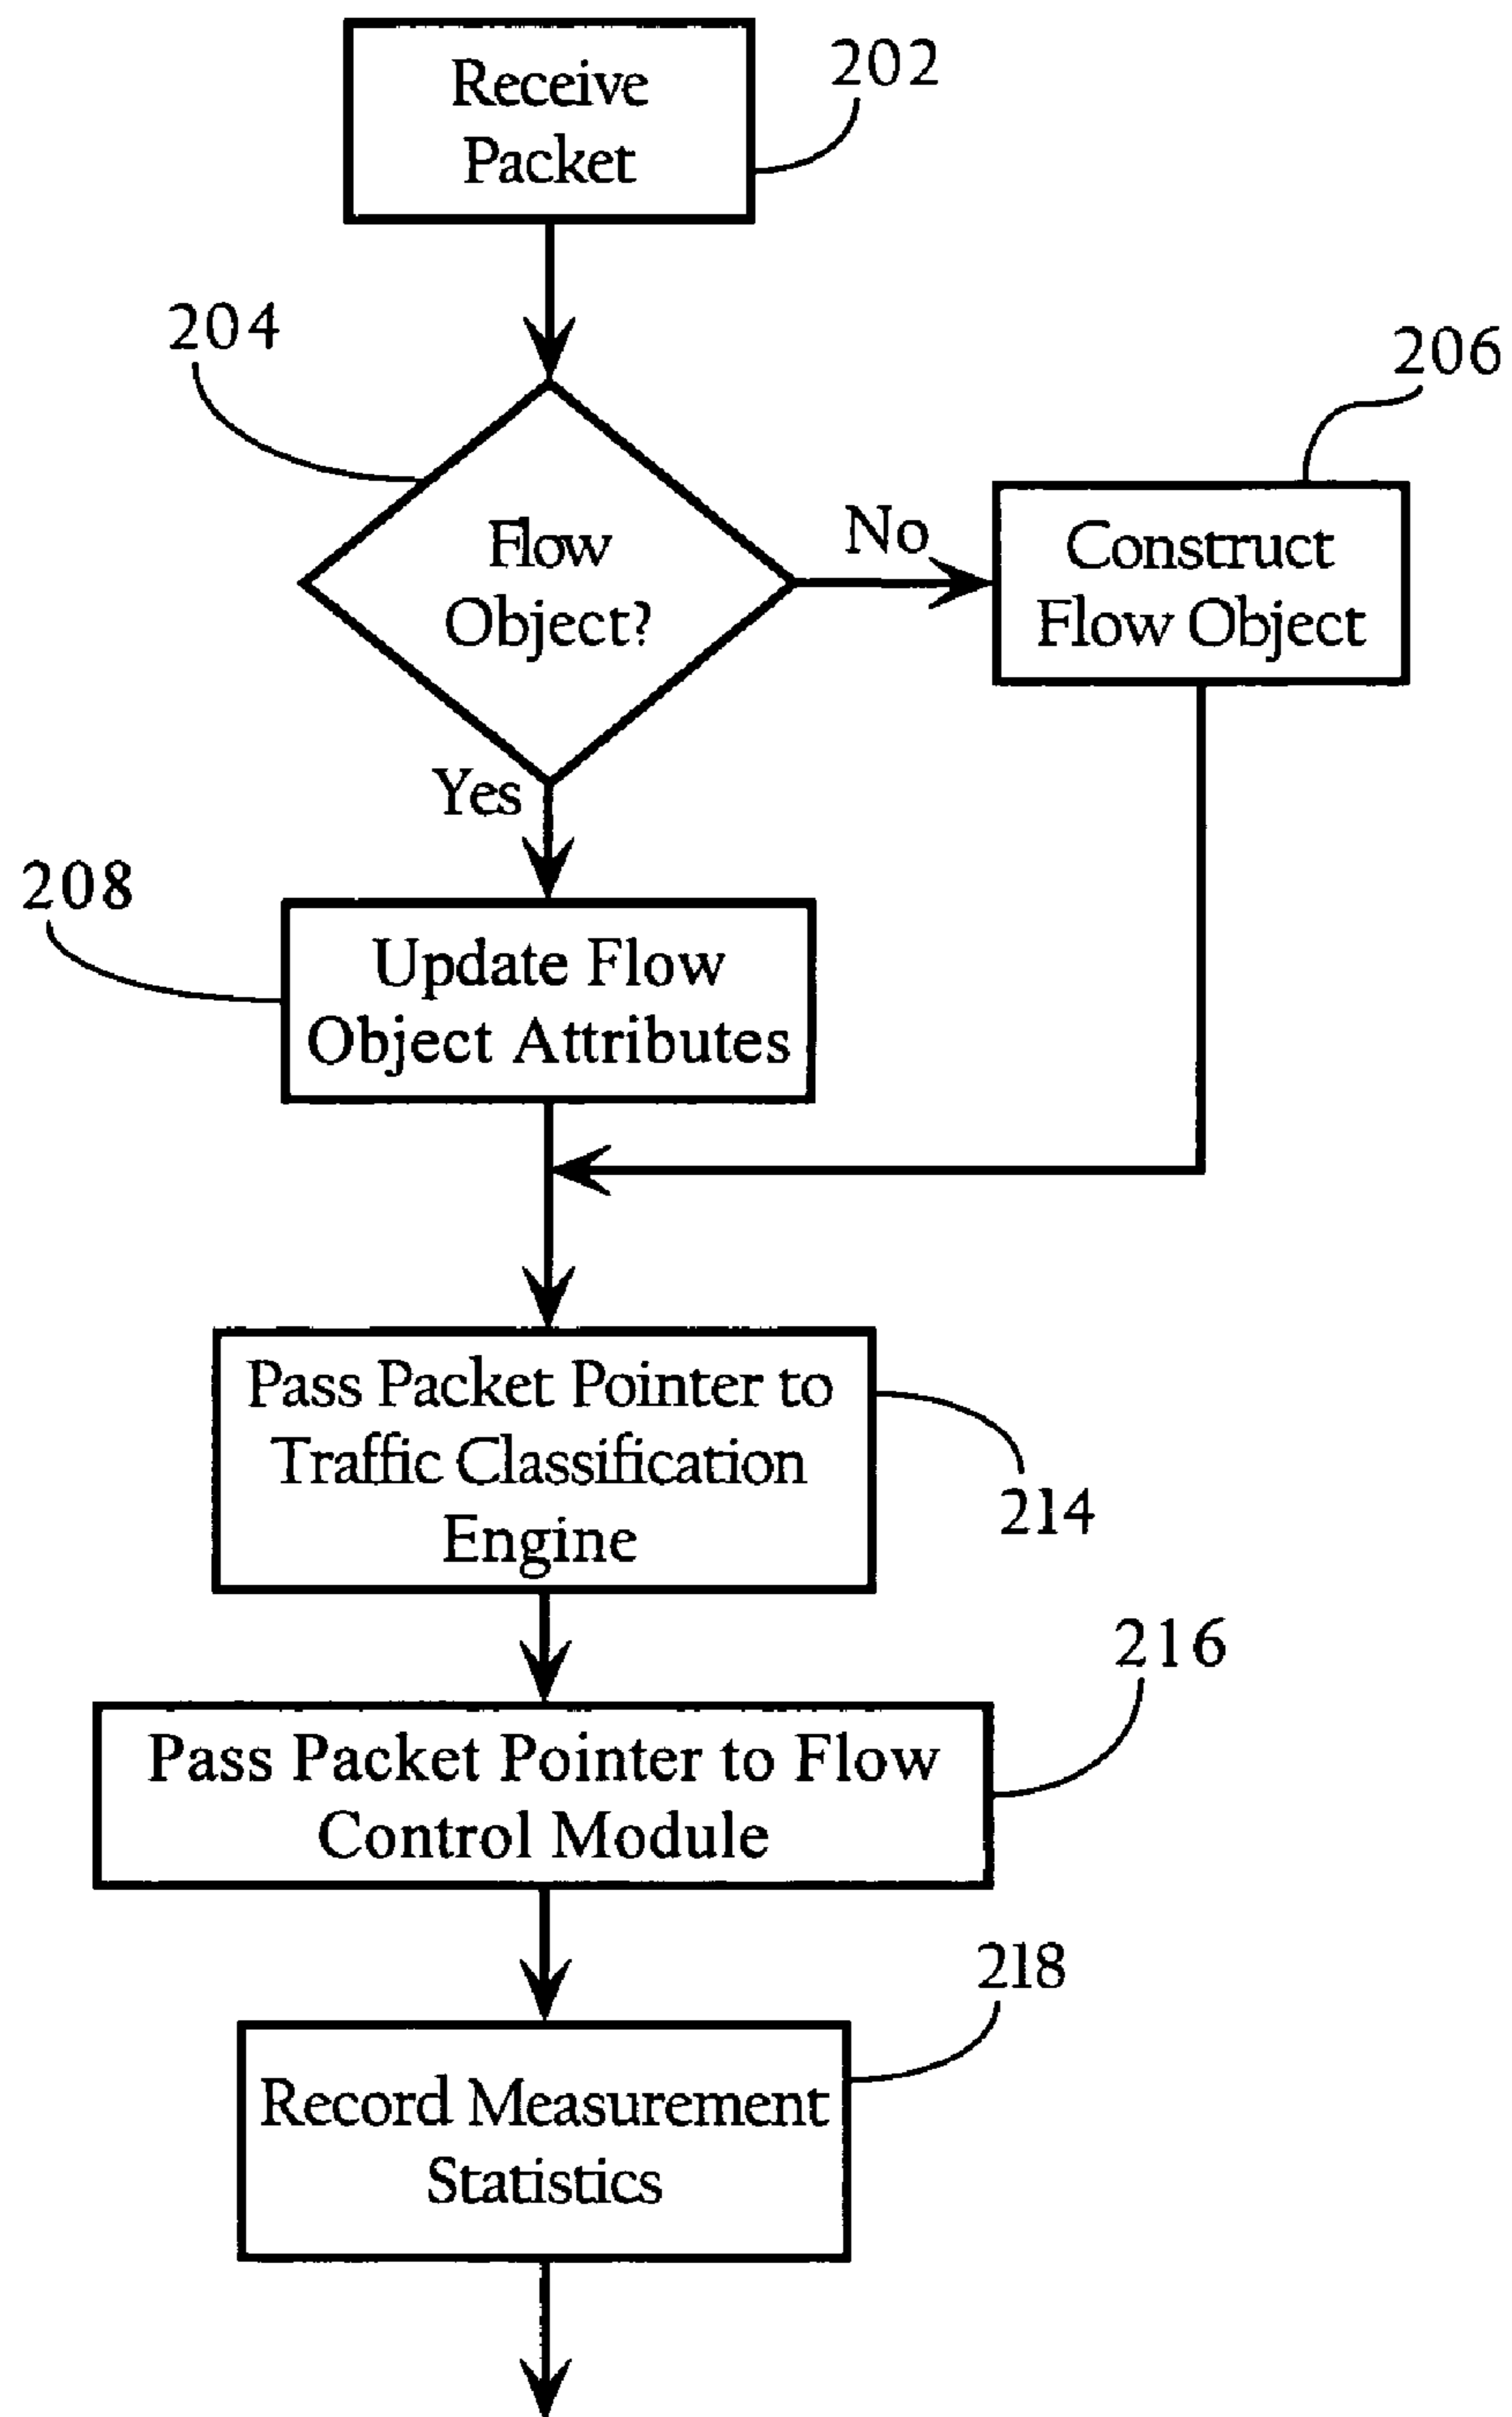 Receive
Packet
202
204
206
Flow
Object?
No
Construct
Flow Object
Yes
208
Update Flow
Object Attributes
Pass Packet Pointer to
Traffic Classification
Engine
214
216
Pass Packet Pointer to Flow
Control Module
218
Record Measurement
Statistics